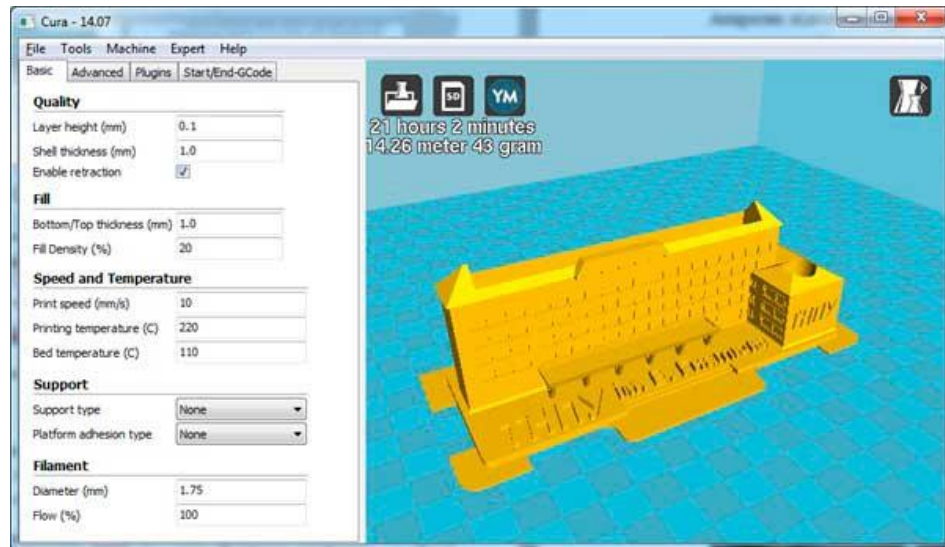 Cura - 14.07
File Tools Machine Expert Help
Basic Advanced Plugins Start/End-GCode
Quality
Layer height (mm) 0.1
Shell thickness (mm) 1.0
Enable retraction
Fill
Bottom/Top thickness (mm) 1.0
Fill Density (%) 20
Speed and Temperature
Print speed (mm/s) 10
Printing temperature (C) 220
Bed temperature (C) 110
Support
Support type None
Platform adhesion type None
Filament
Diameter (mm) 1.75
Flow (%) 100
SD YM
21 hours 2 minutes
14.26 meter 43 gram